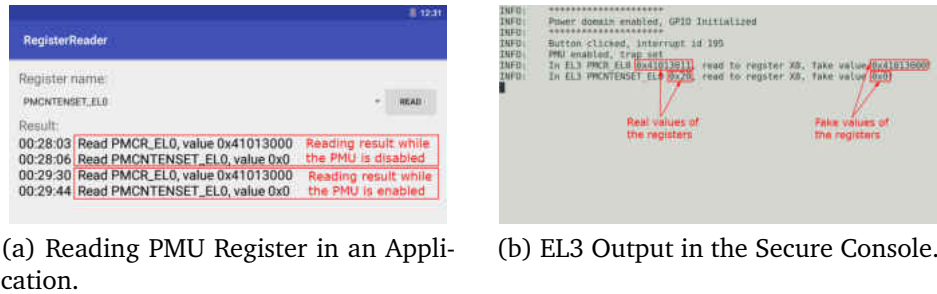 12:31
RegisterReader
Register name:
PMCNTENSET_EL0
READ
Result:
00:28:03 Read PMCR_EL0, value 0x41013000
00:28:06 Read PMCNTENSET_EL0, value 0x0
Reading result while
the PMU is disabled
00:29:30 Read PMCR_EL0, value 0x41013000
00:29:44 Read PMCNTENSET_EL0, value 0x0
Reading result while
the PMU is enabled
(a) Reading PMU Register in an Appli-
cation.
INFO: **********************
INFO: Power domain enabled, GPIO Initialized
INFO: **********************
INFO: Button clicked, interrupt id 195
INFO: PMU enabled, trap set
INFO: In EL3 PMCR_EL0 0x41013011, read to regster X8, fake value 0x41013000
INFO: In EL3 PMCNTENSET_EL0 0x20, read to regster X8, fake value 0x0
Real values of
the registers
Fake values of
the registers
(b) EL3 Output in the Secure Console.